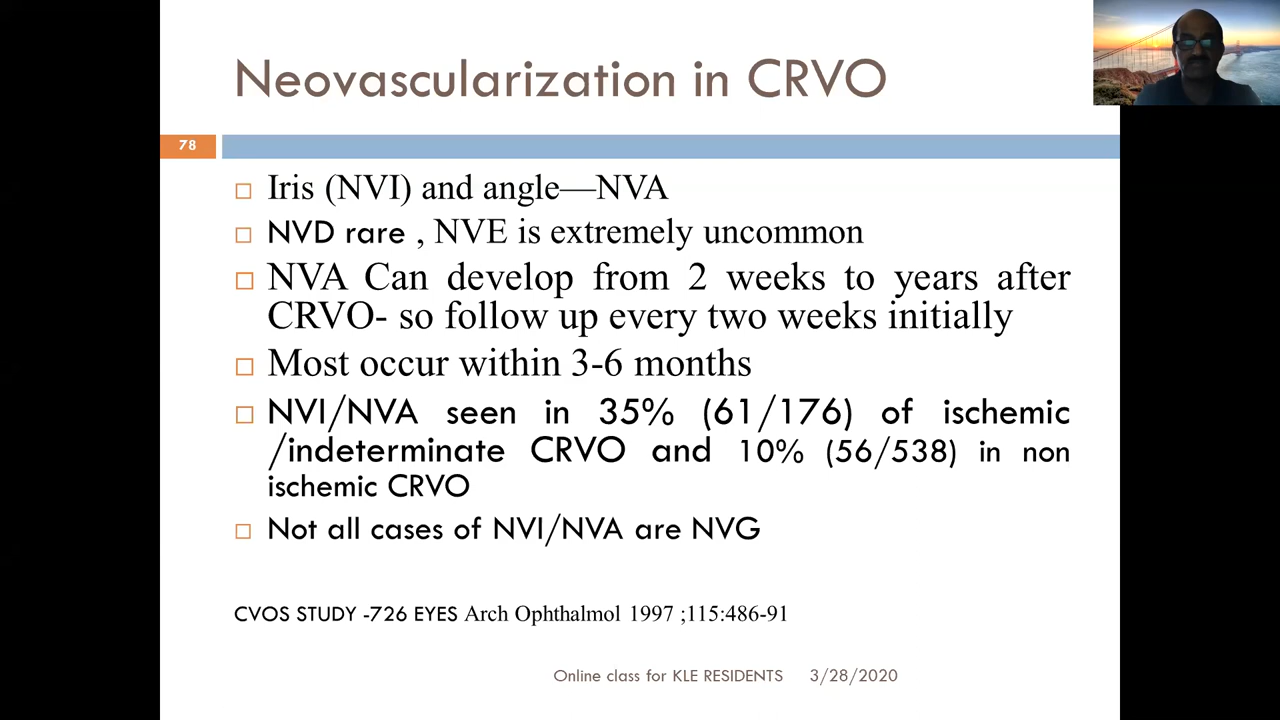 Neovascularization in CRVO
78
Iris (NVI) and angle—NVA
NVD rare , NVE is extremely uncommon
NVA Can develop from 2 weeks to years after
CRVO- so follow up every two weeks initially
Most occur within 3-6 months
NVI/NVA seen in 35% (61/176) of ischemic
/indeterminate CRVO and 10% (56/538) in non
ischemic CRVO
Not all cases of NVI/NVA are NVG
CVOS STUDY -726 EYES Arch Ophthalmol 1997 ;115:486-91
Online class for KLE RESIDENTS 3/28/2020